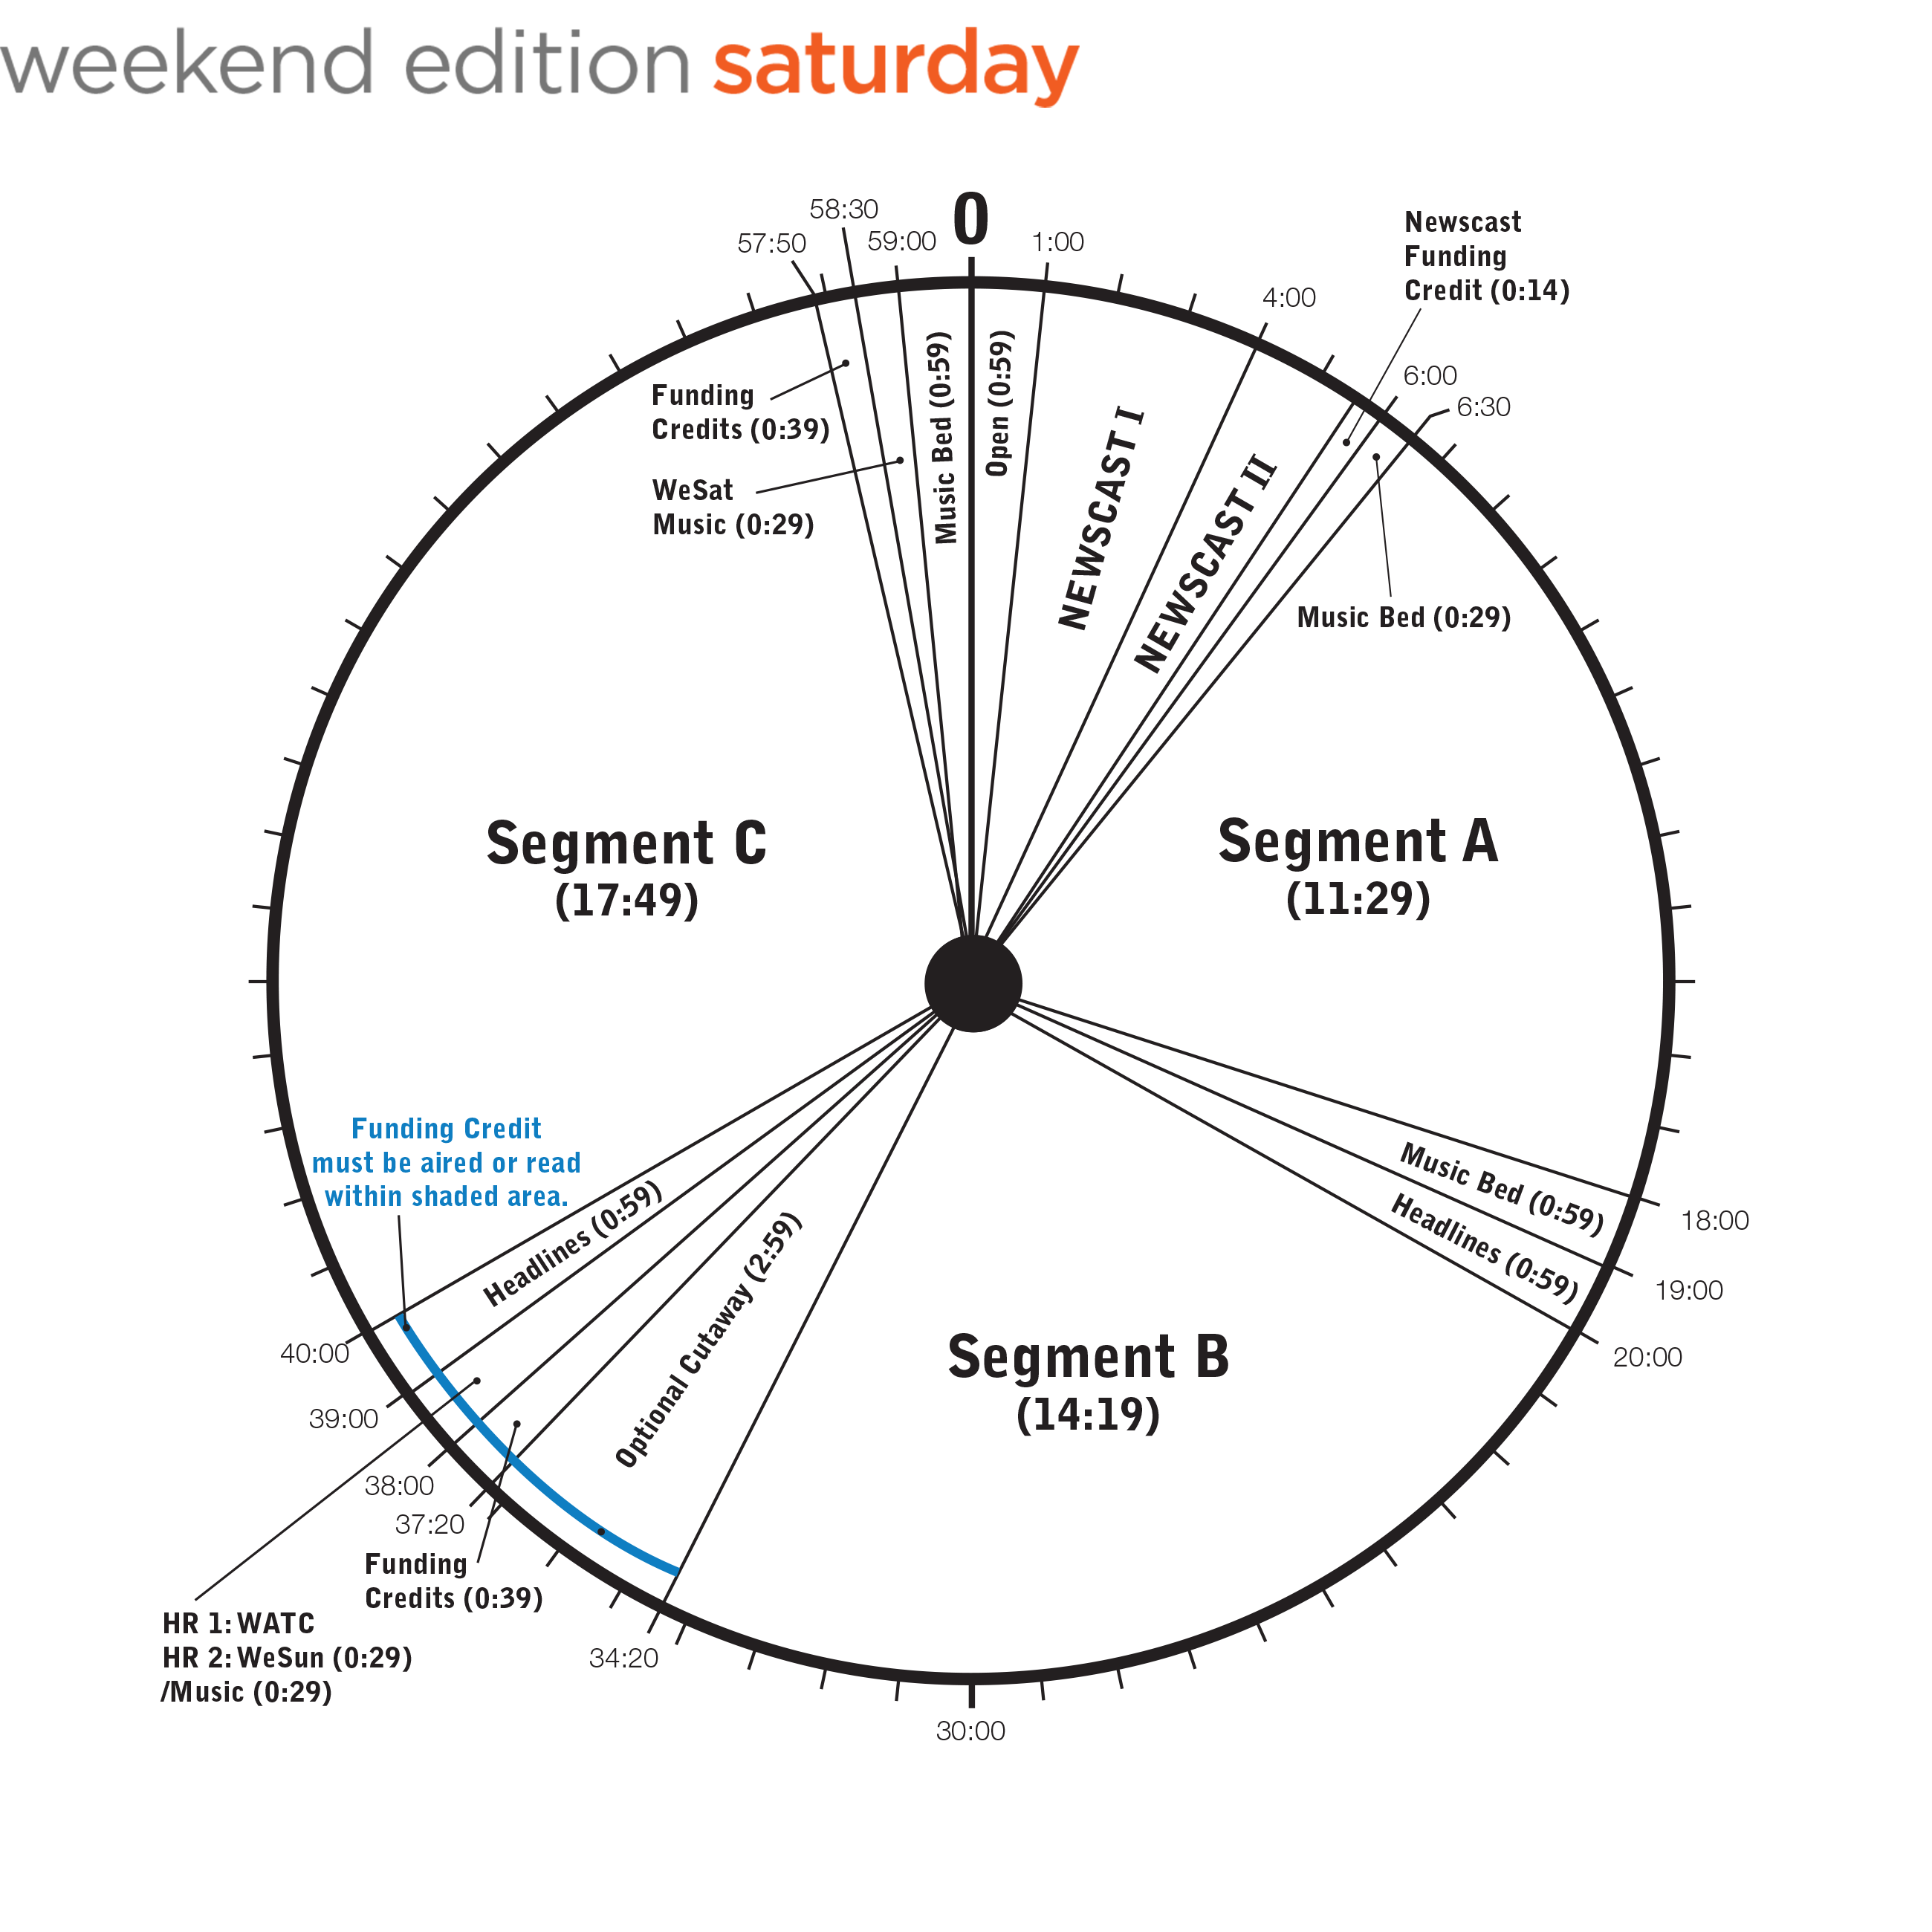 weekend edition saturday
0
58:30
57:50
59:00
1:00
4:00
Newscast
Funding
Credit (0:14)
6:00
6:30
Funding
Credits (0:39)
WeSat
Music (0:29)
Music Bed (0:59)
Open (0:59)
NEWSCAST I
NEWSCAST II
Music Bed (0:29)
Segment C
(17:49)
Segment A
(11:29)
Music Bed (0:59)
Headlines (0:59)
18:00
19:00
20:00
Segment B
(14:19)
Funding Credit
must be aired or read
within shaded area.
Headlines (0:59)
Optional Cutaway (2:59)
40:00
39:00
38:00
37:20
Funding
Credits (0:39)
HR 1: WATC
HR 2: WeSun (0:29)
/Music (0:29)
34:20
30:00